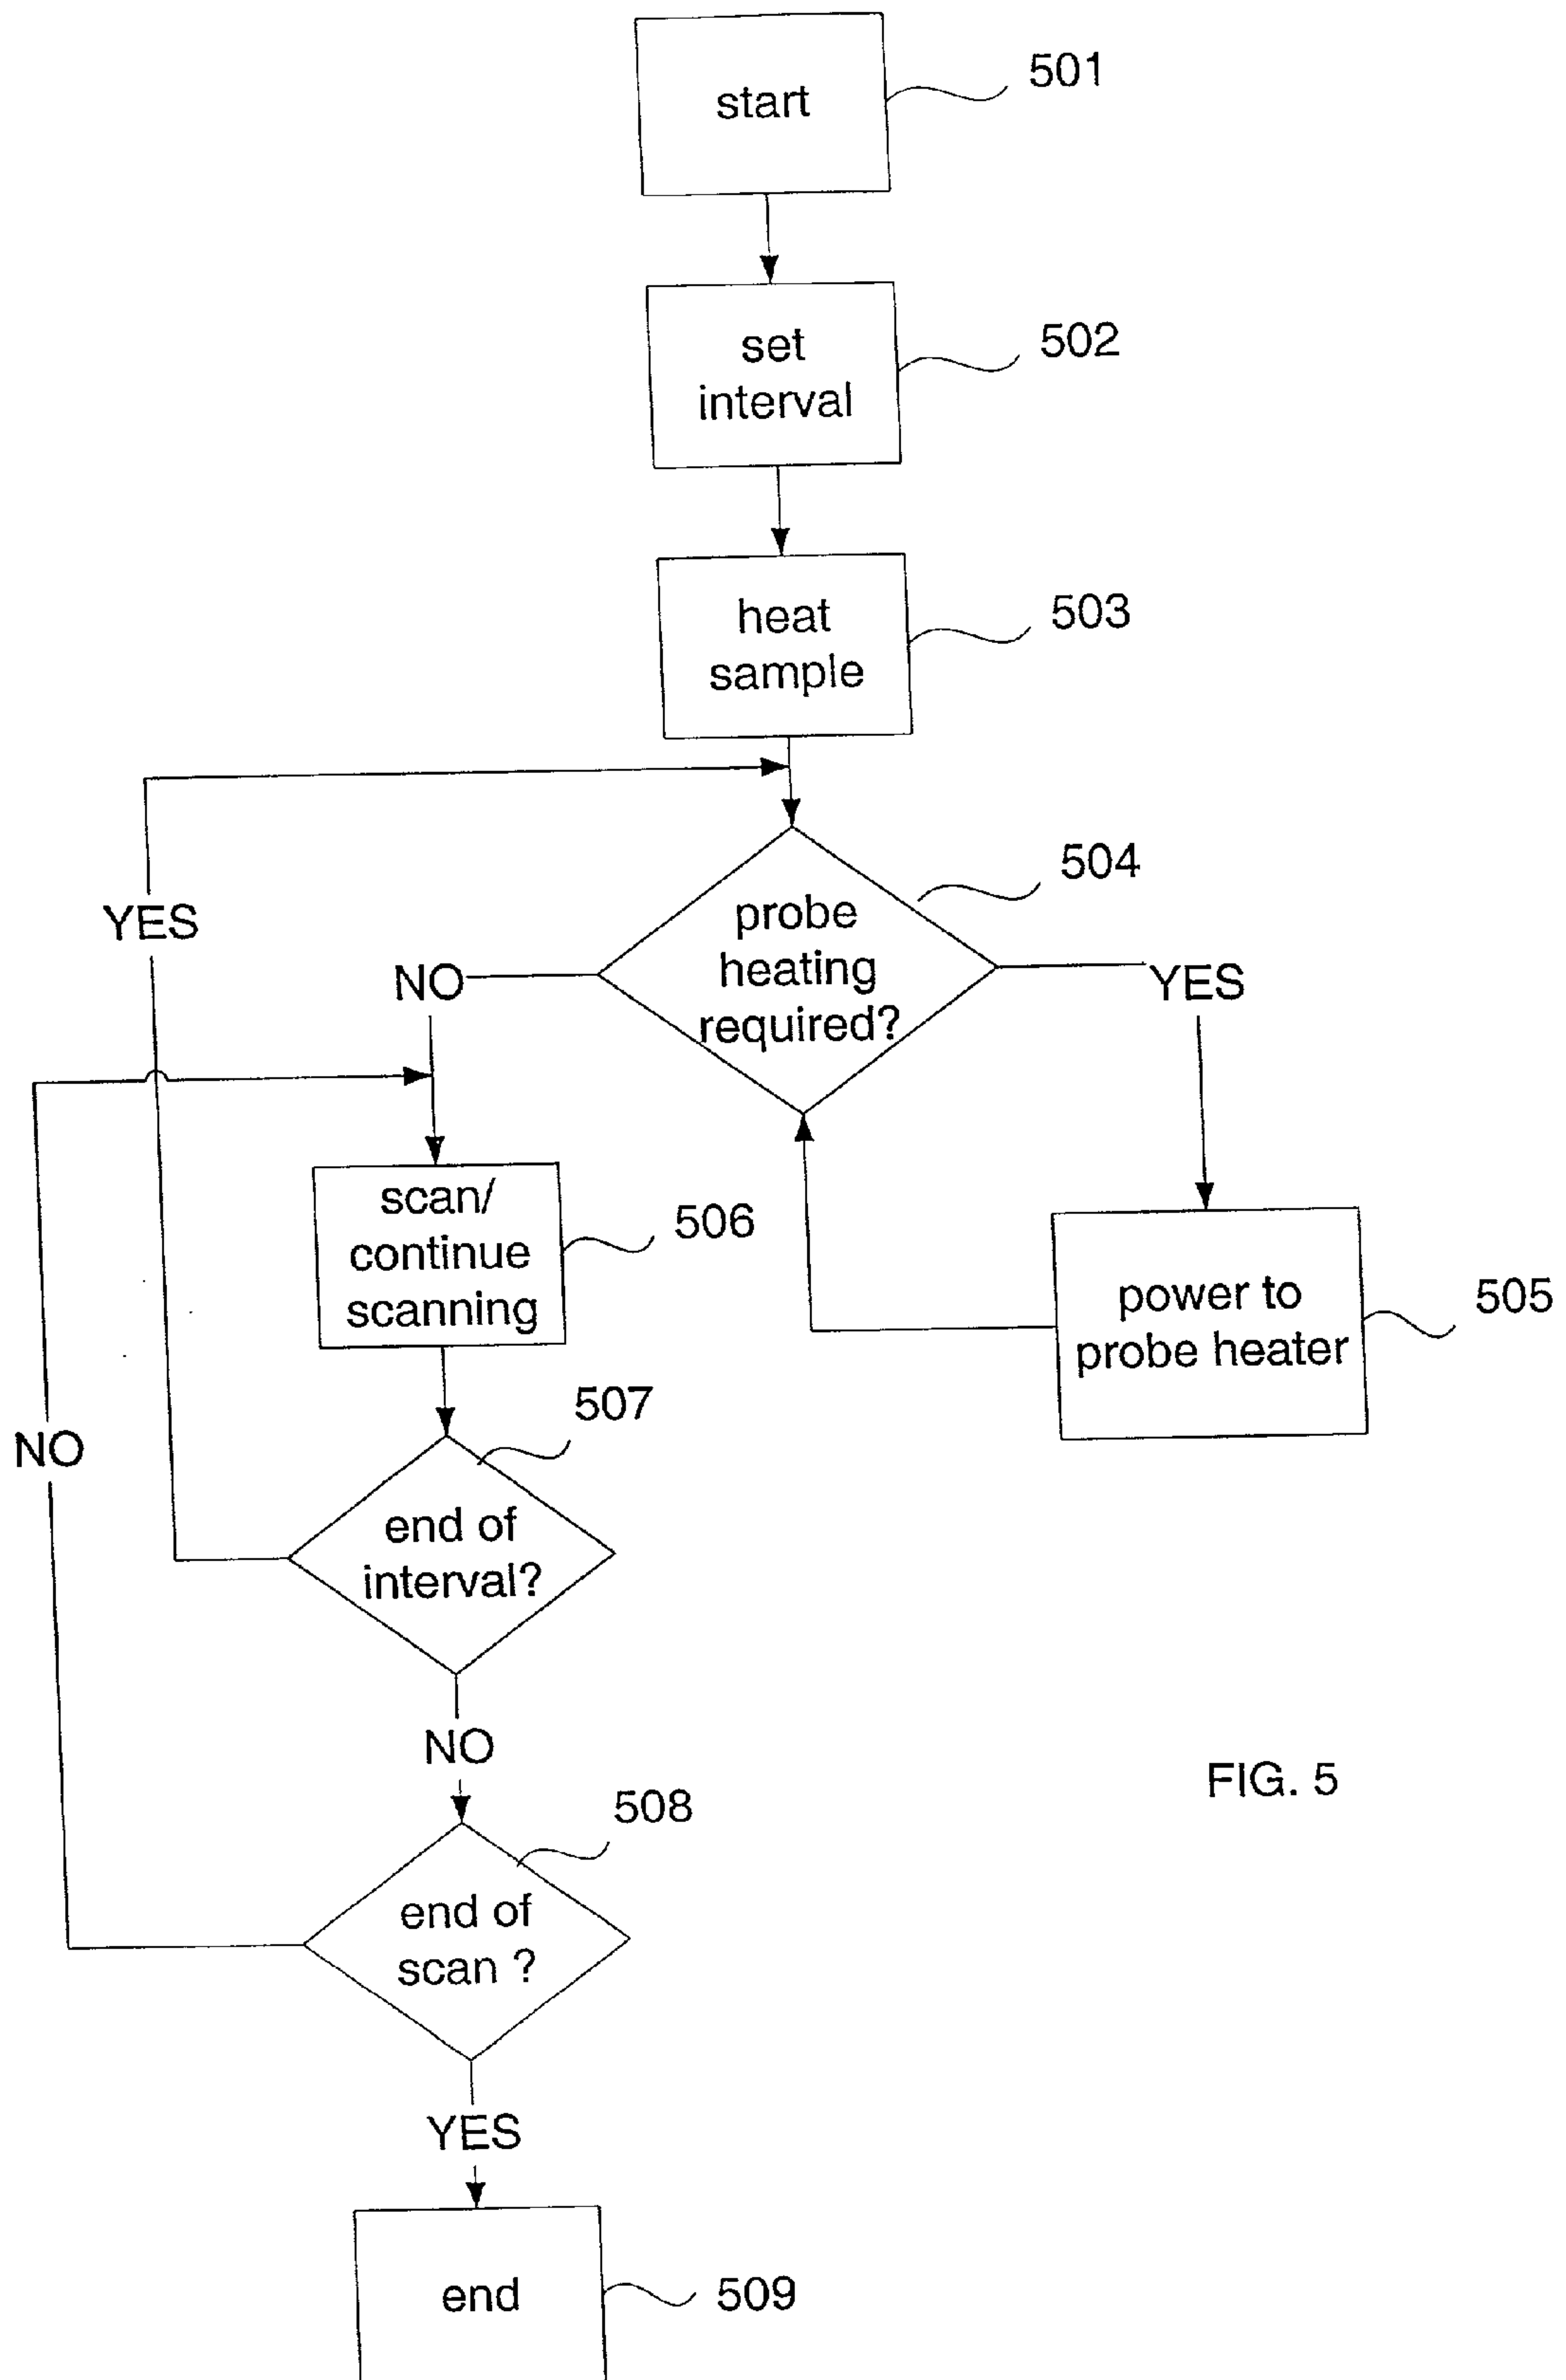 start
501
set
interval
502
heat
sample
503
504
probe
heating
required?
YES
NO
YES
scan/
continue
scanning
506
power to
probe heater
505
507
NO
end of
interval?
NO
508
FIG. 5
end of
scan ?
YES
end
509